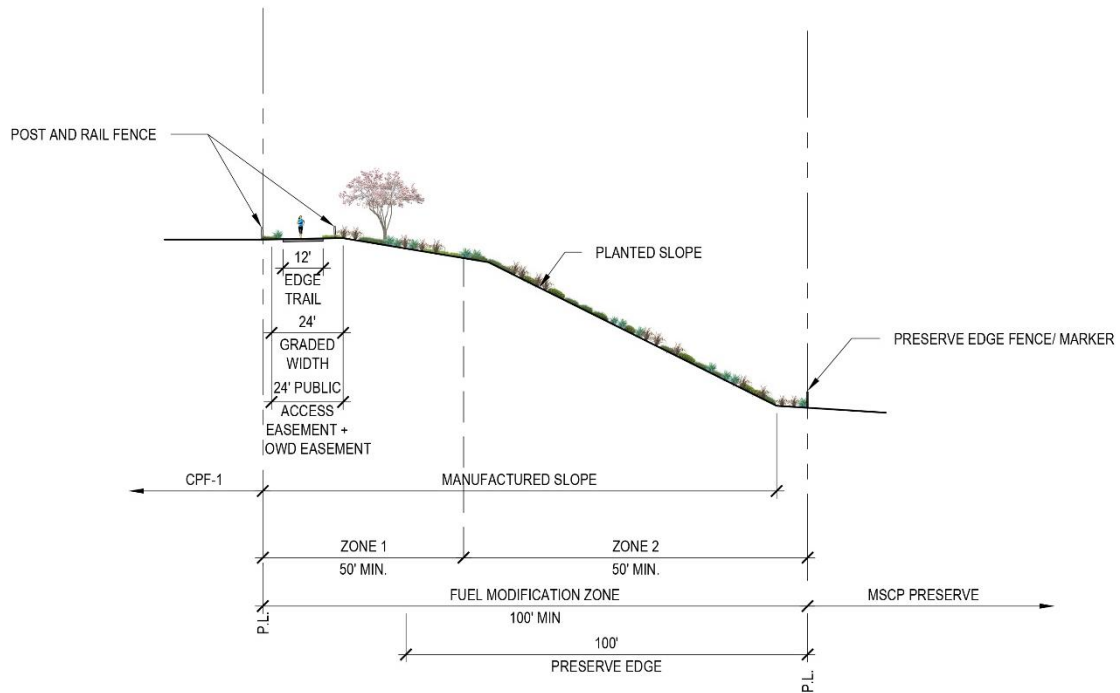 POST AND RAIL FENCE
PLANTED SLOPE
PRESERVE EDGE FENCE/ MARKER
12'
EDGE
TRAIL
24'
GRADED
WIDTH
24' PUBLIC
ACCESS
EASEMENT +
OWD EASEMENT
CPF-1
MANUFACTURED SLOPE
ZONE 1
50' MIN.
ZONE 2
50' MIN.
FUEL MODIFICATION ZONE
100' MIN
MSCP PRESERVE
P.L.
100'
PRESERVE EDGE
P.L.